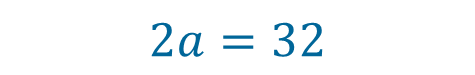 2a = 32